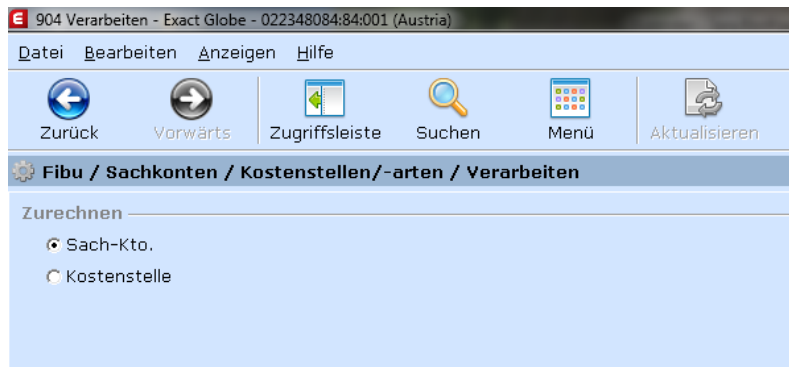 904 Verarbeiten - Exact Globe - 022348084:84:001 (Austria)
Datei Bearbeiten Anzeigen Hilfe
Zurück Vorwärts Zugriffsleiste Suchen Menü Aktualisieren
Fibu / Sachkonten / Kostenstellen/-arten / Verarbeiten
Zurechnen
Sach-Kto.
Kostenstelle